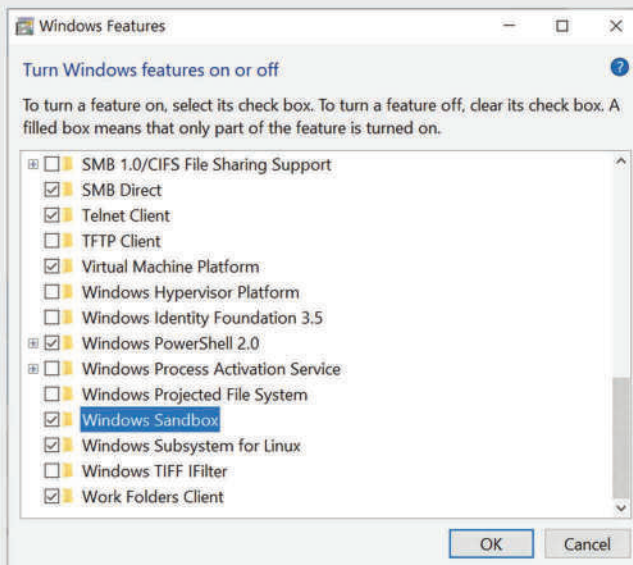 Windows Features
Turn Windows features on or off
To turn a feature on, select its check box. To turn a feature off, clear its check box. A
filled box means that only part of the feature is turned on.
SMB 1.0/CIFS File Sharing Support
SMB Direct
Telnet Client
TFTP Client
Virtual Machine Platform
Windows Hypervisor Platform
Windows Identity Foundation 3.5
Windows PowerShell 2.0
Windows Process Activation Service
Windows Projected File System
Windows Sandbox
Windows Subsystem for Linux
Windows TIFF IFilter
Work Folders Client
OK
Cancel